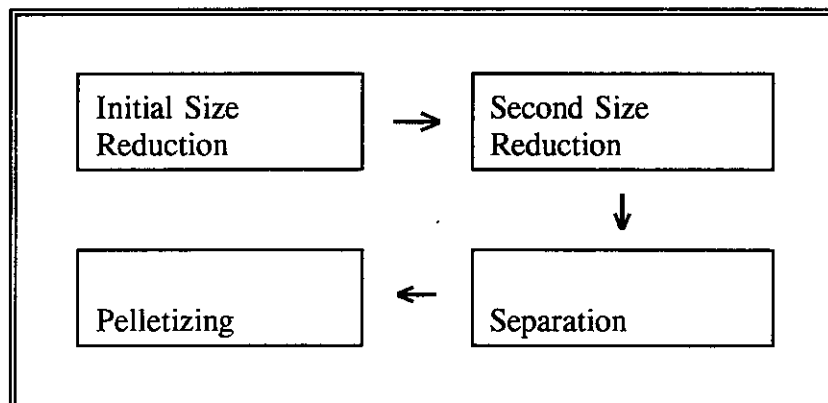 Initial Size
Reduction
Second Size
Reduction
Separation
Pelletizing